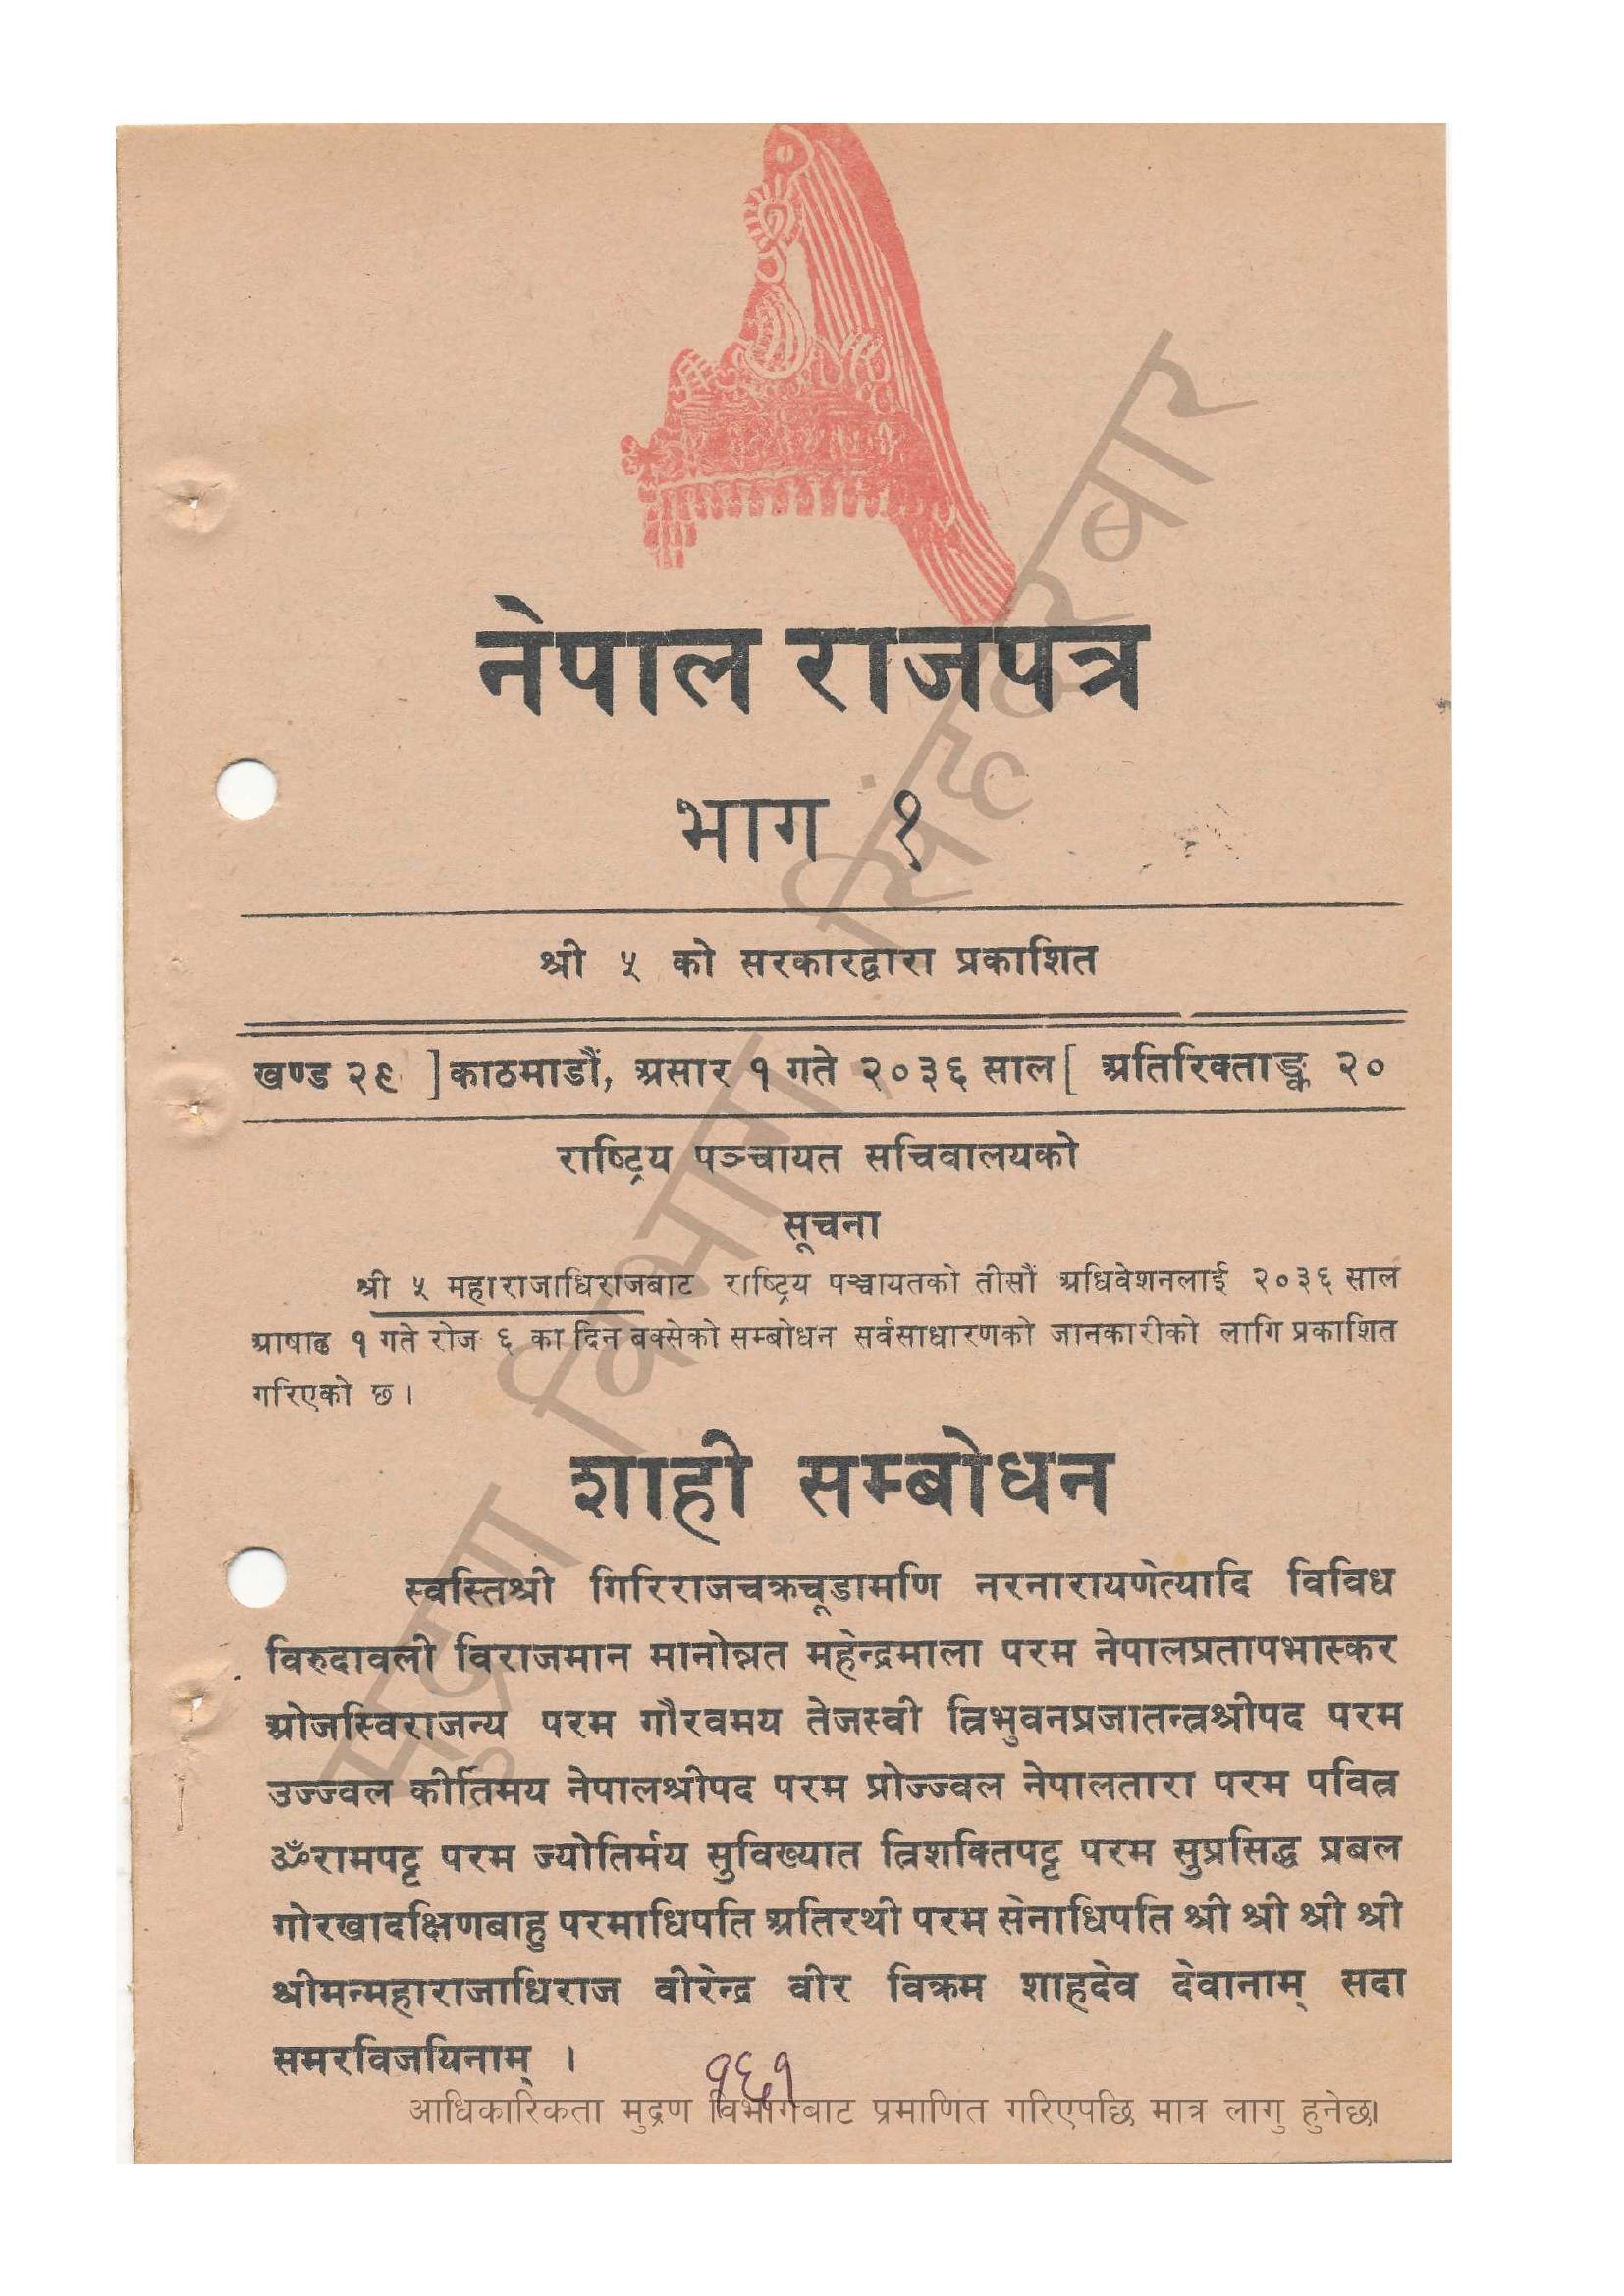 नेपाल राजपत्र
भाग १
श्री ५ को सरकारद्वारा प्रकाशित
खण्ड २९ ] काठमाडौं, असार १ गते २०३६ साल [ अतिरिक्ताङ्क २०
राष्ट्रिय पञ्चायत सचिवालयको
सूचना
श्री ५ महाराजाधिराजबाट राष्ट्रिय पञ्चायतको तीसौं अधिवेशनलाई २०३६ साल
आषाढ १ गते रोज ६ का दिन बक्सेको सम्बोधन सर्वसाधारणको जानकारीको लागि प्रकाशित
गरिएको छ ।
शाही सम्बोधन
स्वस्तिश्री गिरिराजचक्रचूडामणि नरनारायणेत्यादि विविध
विरुदावली विराजमान मानोन्नत महेन्द्रमाला परम नेपालप्रतापभास्कर
ओजस्विराजन्य परम गौरवमय तेजस्वी त्रिभुवनप्रजातन्त्रश्रीपद परम
उज्ज्वल कीर्तिमय नेपालश्रीपद परम प्रोज्ज्वल नेपालतारा परम पवित्र
ॐरामपट्ट परम ज्योतिर्मय सुविख्यात त्रिशक्तिपट्ट परम सुप्रसिद्ध प्रबल
गोरखादक्षिणबाहु परमाधिपति अतिरथी परम सेनाधिपति श्री श्री श्री श्री
श्रीमन्महाराजाधिराज वीरेन्द्र वीर विक्रम शाहदेव देवानाम् सदा
समरविजयिनाम् ।
१६१
आधिकारिकता मुद्रण विभागबाट प्रमाणित गरिएपछि मात्र लागु हुनेछ।
मुद्रण विभाग, सिंहदरबार